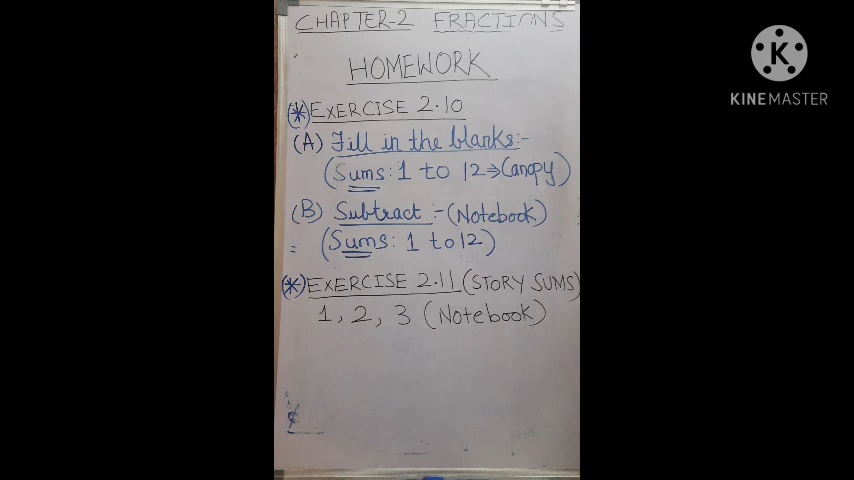 CHAPTER-2 FRACTIONS
HOMEWORK
(*) EXERCISE 2.10
(A) Fill in the blanks:-
(Sums: 1 to 12 ⇒ Canopy)
(B) Subtract :- (Notebook)
= (Sums: 1 to 12)
(*) EXERCISE 2.11 (STORY SUMS)
1, 2, 3 (Notebook)
K
KINEMASTER